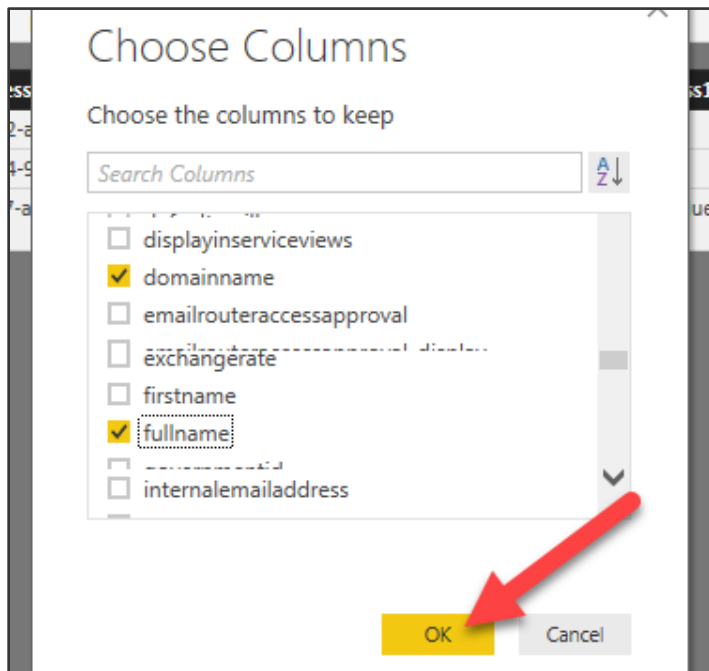 Choose Columns
Choose the columns to keep
Search Columns
A
Z
displayinserviceviews
domainname
emailrouteraccessapproval
exchangerate
firstname
fullname
internalemailaddress
OK
Cancel